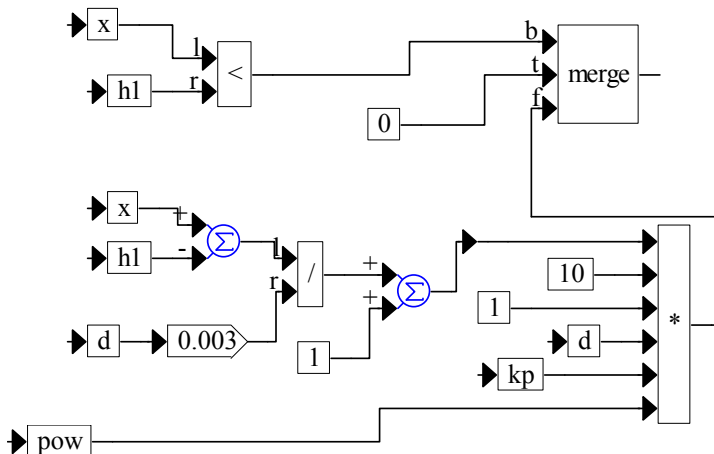 x
l
b
<
t
merge
h1
r
0
f
x
+
Σ
h1
-
l
/
+
10
r
Σ
1
*
+
d
0.003
1
d
kp
pow